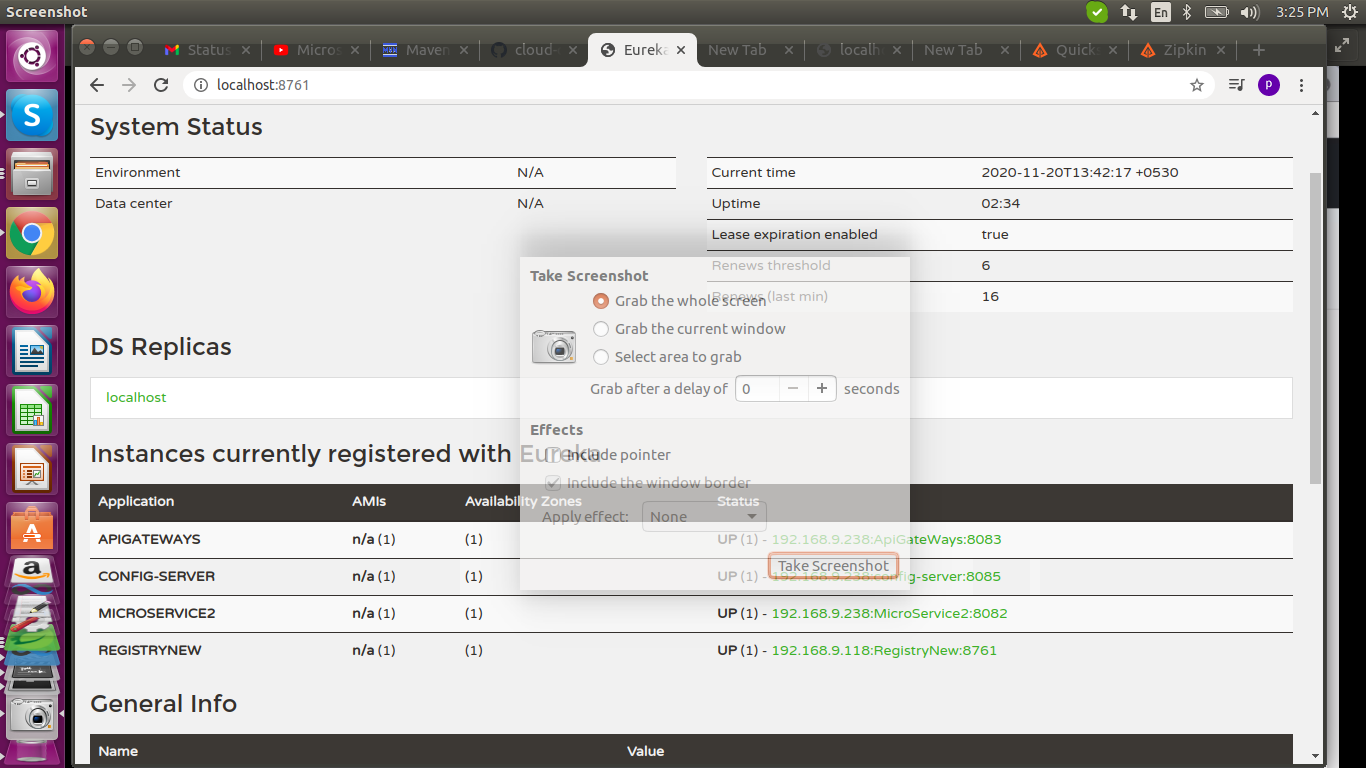 Screenshot
En
3:25 PM
Status
Micros
Maven
cloud-c
Eureka
New Tab
localh
New Tab
Quicks
Zipkin
localhost:8761
p
System Status
Environment N/A
Data center N/A
Current time 2020-11-20T13:42:17 +0530
Uptime 02:34
Lease expiration enabled true
Renews threshold 6
Renews (last min) 16
Take Screenshot
Grab the whole screen
Grab the current window
Select area to grab
Grab after a delay of 0 − + seconds
Effects
Include pointer
Include the window border
Apply effect: None
Take Screenshot
DS Replicas
localhost
Instances currently registered with Eureka
Application AMIs Availability Zones Status
APIGATEWAYS n/a (1) (1) UP (1) - 192.168.9.238:ApiGateWays:8083
CONFIG-SERVER n/a (1) (1) UP (1) - 192.168.9.238:config-server:8085
MICROSERVICE2 n/a (1) (1) UP (1) - 192.168.9.238:MicroService2:8082
REGISTRYNEW n/a (1) (1) UP (1) - 192.168.9.118:RegistryNew:8761
General Info
Name Value